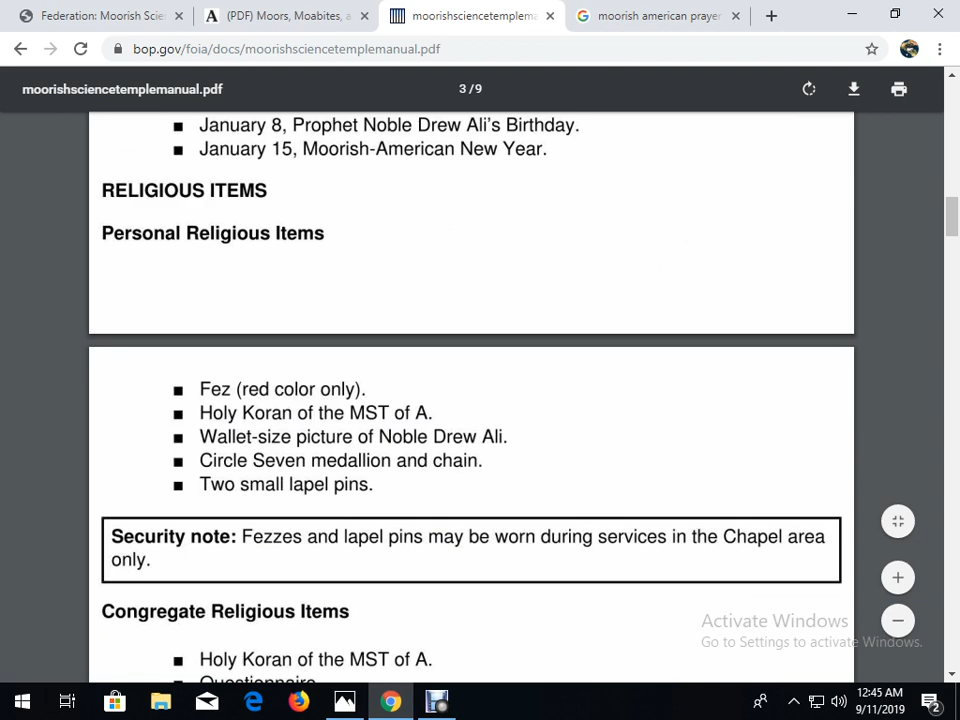 Federation: Moorish Scie
(PDF) Moors, Moabites, a
moorishsciencetemplema
moorish american prayer
bop.gov/foia/docs/moorishsciencetemplemanual.pdf
moorishsciencetemplemanual.pdf
3 / 9
■ January 8, Prophet Noble Drew Ali's Birthday.
■ January 15, Moorish-American New Year.
RELIGIOUS ITEMS
Personal Religious Items
■ Fez (red color only).
■ Holy Koran of the MST of A.
■ Wallet-size picture of Noble Drew Ali.
■ Circle Seven medallion and chain.
■ Two small lapel pins.
Security note: Fezzes and lapel pins may be worn during services in the Chapel area
only.
Congregate Religious Items
■ Holy Koran of the MST of A.
Questionnaire
Activate Windows
Go to Settings to activate Windows.
12:45 AM
9/11/2019
2